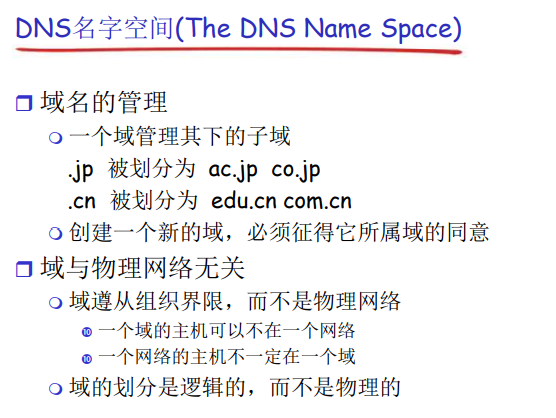 DNS名字空间(The DNS Name Space)
域名的管理
一个域管理其下的子域
.jp 被划分为 ac.jp co.jp
.cn 被划分为 edu.cn com.cn
创建一个新的域，必须征得它所属域的同意
域与物理网络无关
域遵从组织界限，而不是物理网络
⑩ 一个域的主机可以不在一个网络
⑩ 一个网络的主机不一定在一个域
域的划分是逻辑的，而不是物理的